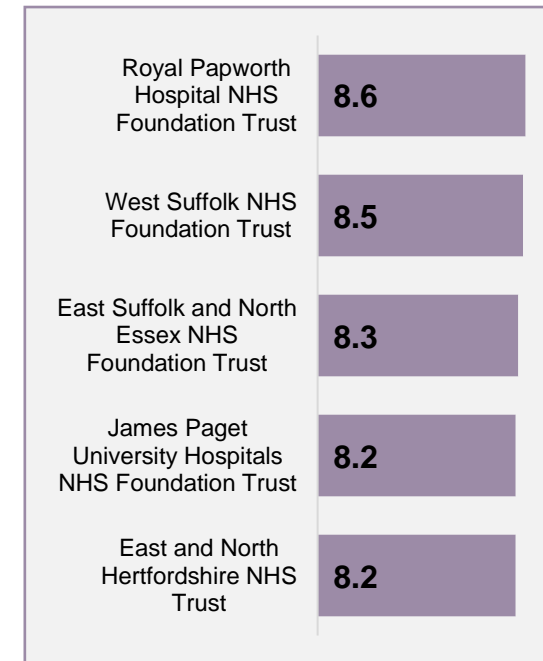 Royal Papworth
Hospital NHS
Foundation Trust
8.6
West Suffolk NHS
Foundation Trust
8.5
East Suffolk and North
Essex NHS
Foundation Trust
8.3
James Paget
University Hospitals
NHS Foundation Trust
8.2
East and North
Hertfordshire NHS
Trust
8.2